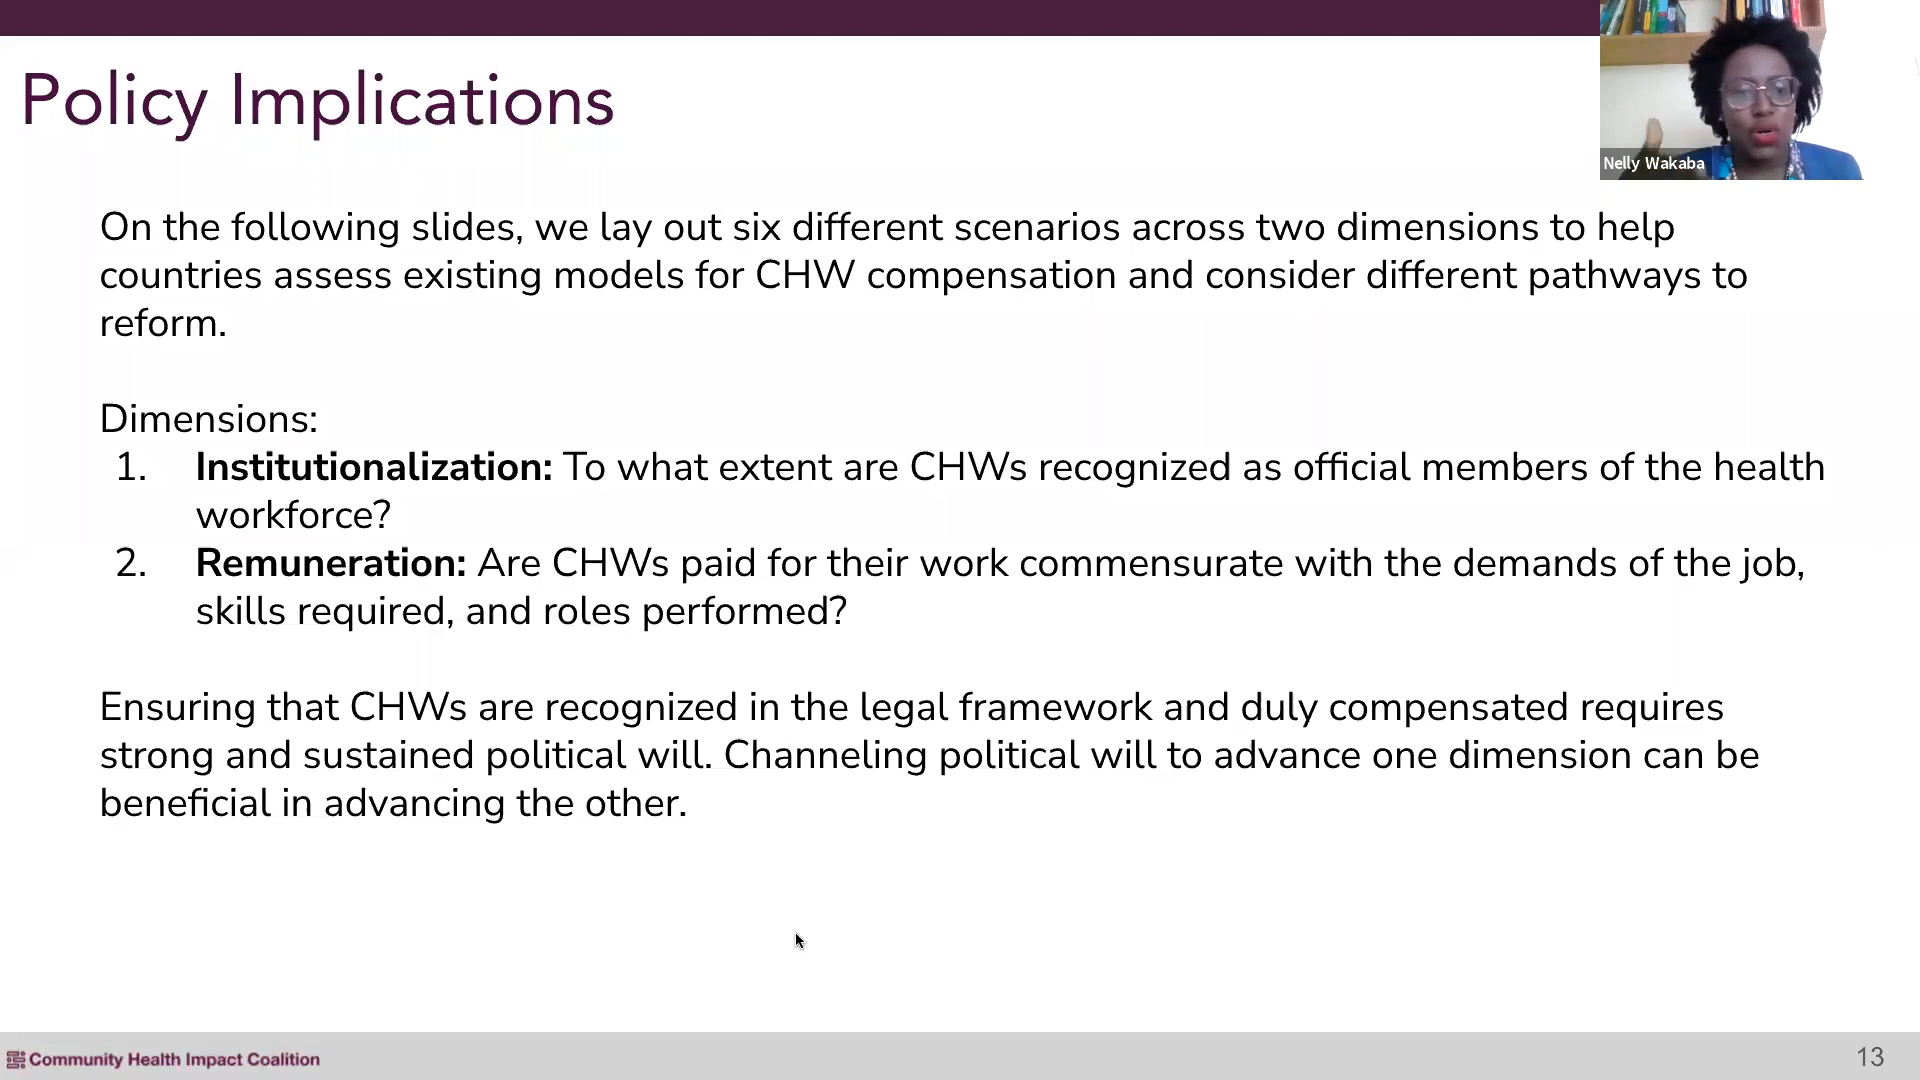 Policy Implications
Nelly Wakaba
On the following slides, we lay out six different scenarios across two dimensions to help
countries assess existing models for CHW compensation and consider different pathways to
reform.
Dimensions:
1. Institutionalization: To what extent are CHWs recognized as official members of the health
workforce?
2. Remuneration: Are CHWs paid for their work commensurate with the demands of the job,
skills required, and roles performed?
Ensuring that CHWs are recognized in the legal framework and duly compensated requires
strong and sustained political will. Channeling political will to advance one dimension can be
beneficial in advancing the other.
Community Health Impact Coalition
13